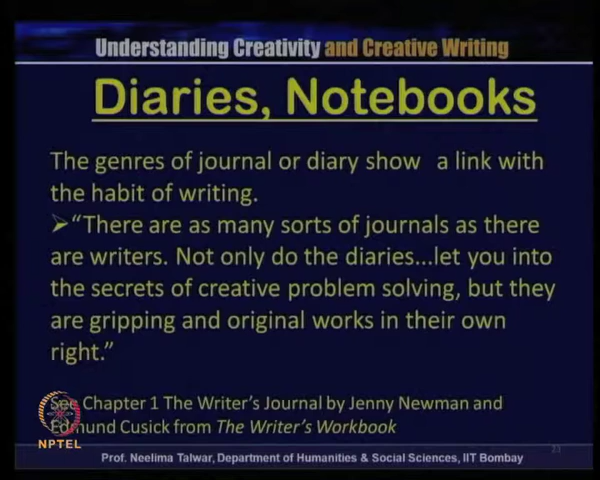 Understanding Creativity and Creative Writing
Diaries, Notebooks
The genres of journal or diary show a link with
the habit of writing.
➢“There are as many sorts of journals as there
are writers. Not only do the diaries...let you into
the secrets of creative problem solving, but they
are gripping and original works in their own
right.”
See Chapter 1 The Writer’s Journal by Jenny Newman and
Edmund Cusick from The Writer’s Workbook
NPTEL
Prof. Neelima Talwar, Department of Humanities & Social Sciences, IIT Bombay